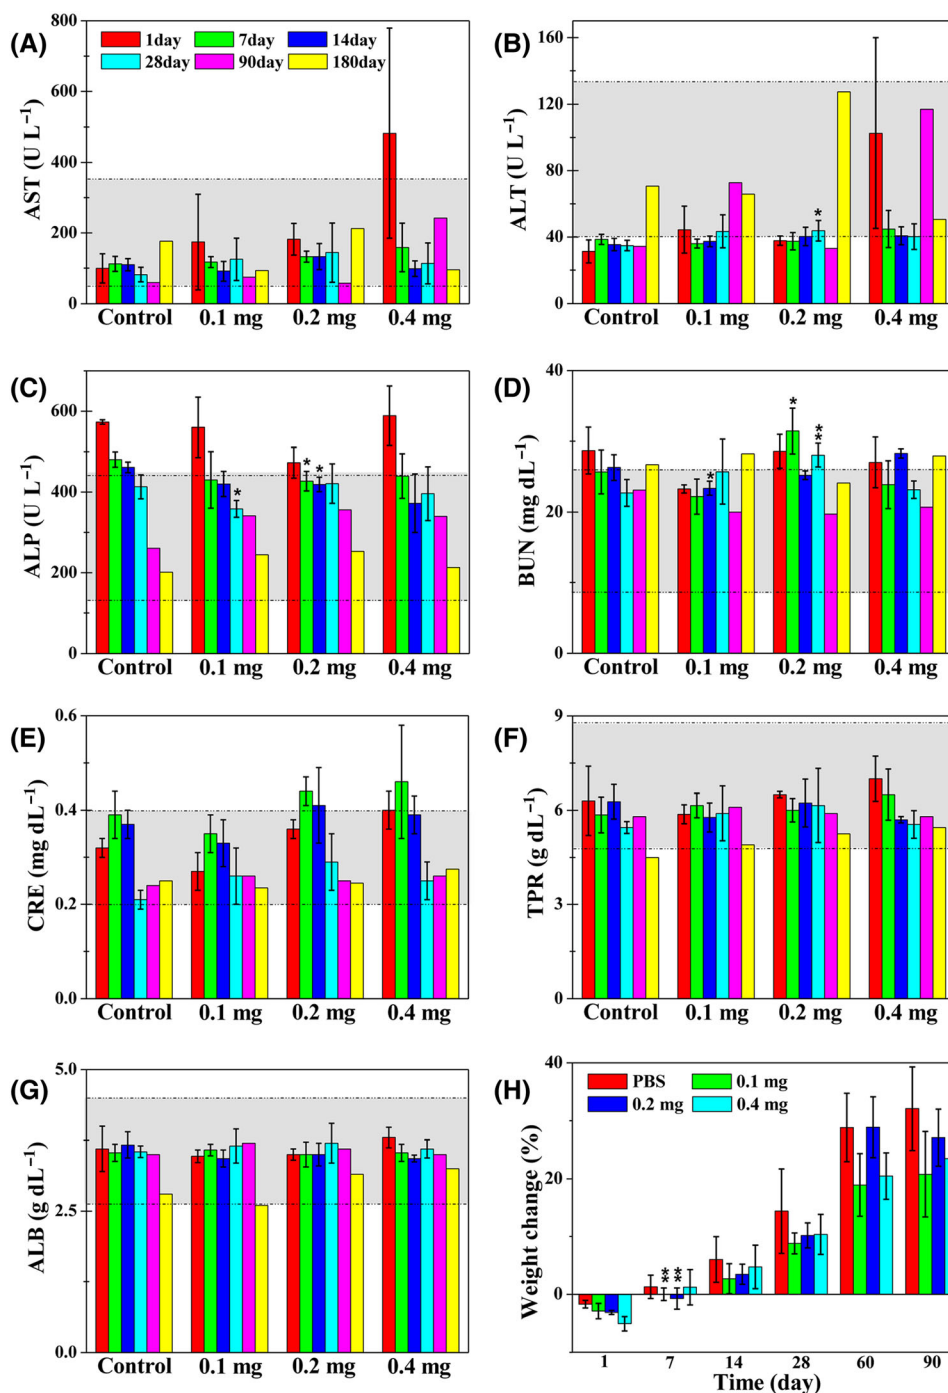 (A)
800
600
400
200
0
AST (U L⁻¹)
1day 7day 14day
28day 90day 180day
Control 0.1 mg 0.2 mg 0.4 mg
(B)
160
120
80
40
0
ALT (U L⁻¹)
*
Control 0.1 mg 0.2 mg 0.4 mg
(C)
600
400
200
0
ALP (U L⁻¹)
* * *
Control 0.1 mg 0.2 mg 0.4 mg
(D)
40
20
0
BUN (mg dL⁻¹)
* * **
Control 0.1 mg 0.2 mg 0.4 mg
(E)
0.6
0.4
0.2
0.0
CRE (mg dL⁻¹)
Control 0.1 mg 0.2 mg 0.4 mg
(F)
9
6
3
0
TPR (g dL⁻¹)
Control 0.1 mg 0.2 mg 0.4 mg
(G)
5.0
2.5
0.0
ALB (g dL⁻¹)
Control 0.1 mg 0.2 mg 0.4 mg
(H)
40
20
0
Weight change (%)
PBS 0.1 mg
0.2 mg 0.4 mg
** **
1 7 14 28 60 90
Time (day)